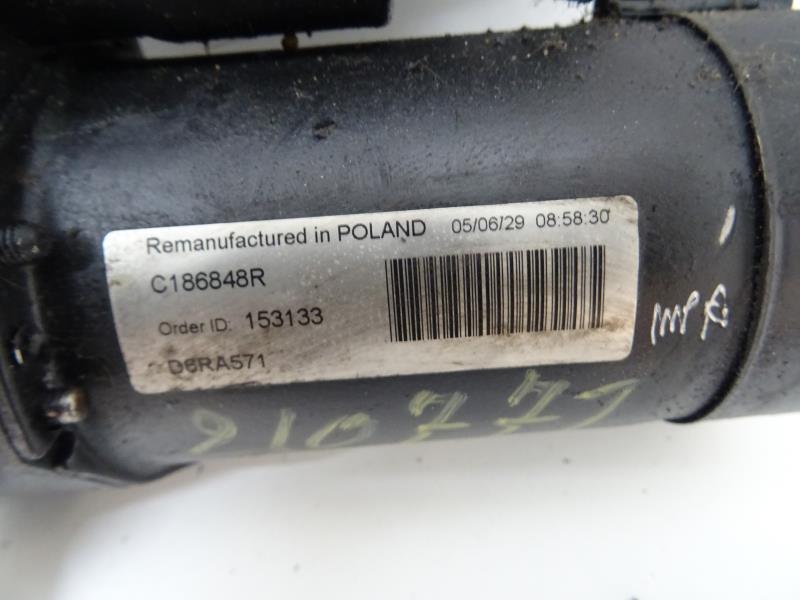 Remanufactured in POLAND 05/06/29 08:58:30
C186848R
Order ID: 153133
D6RA571